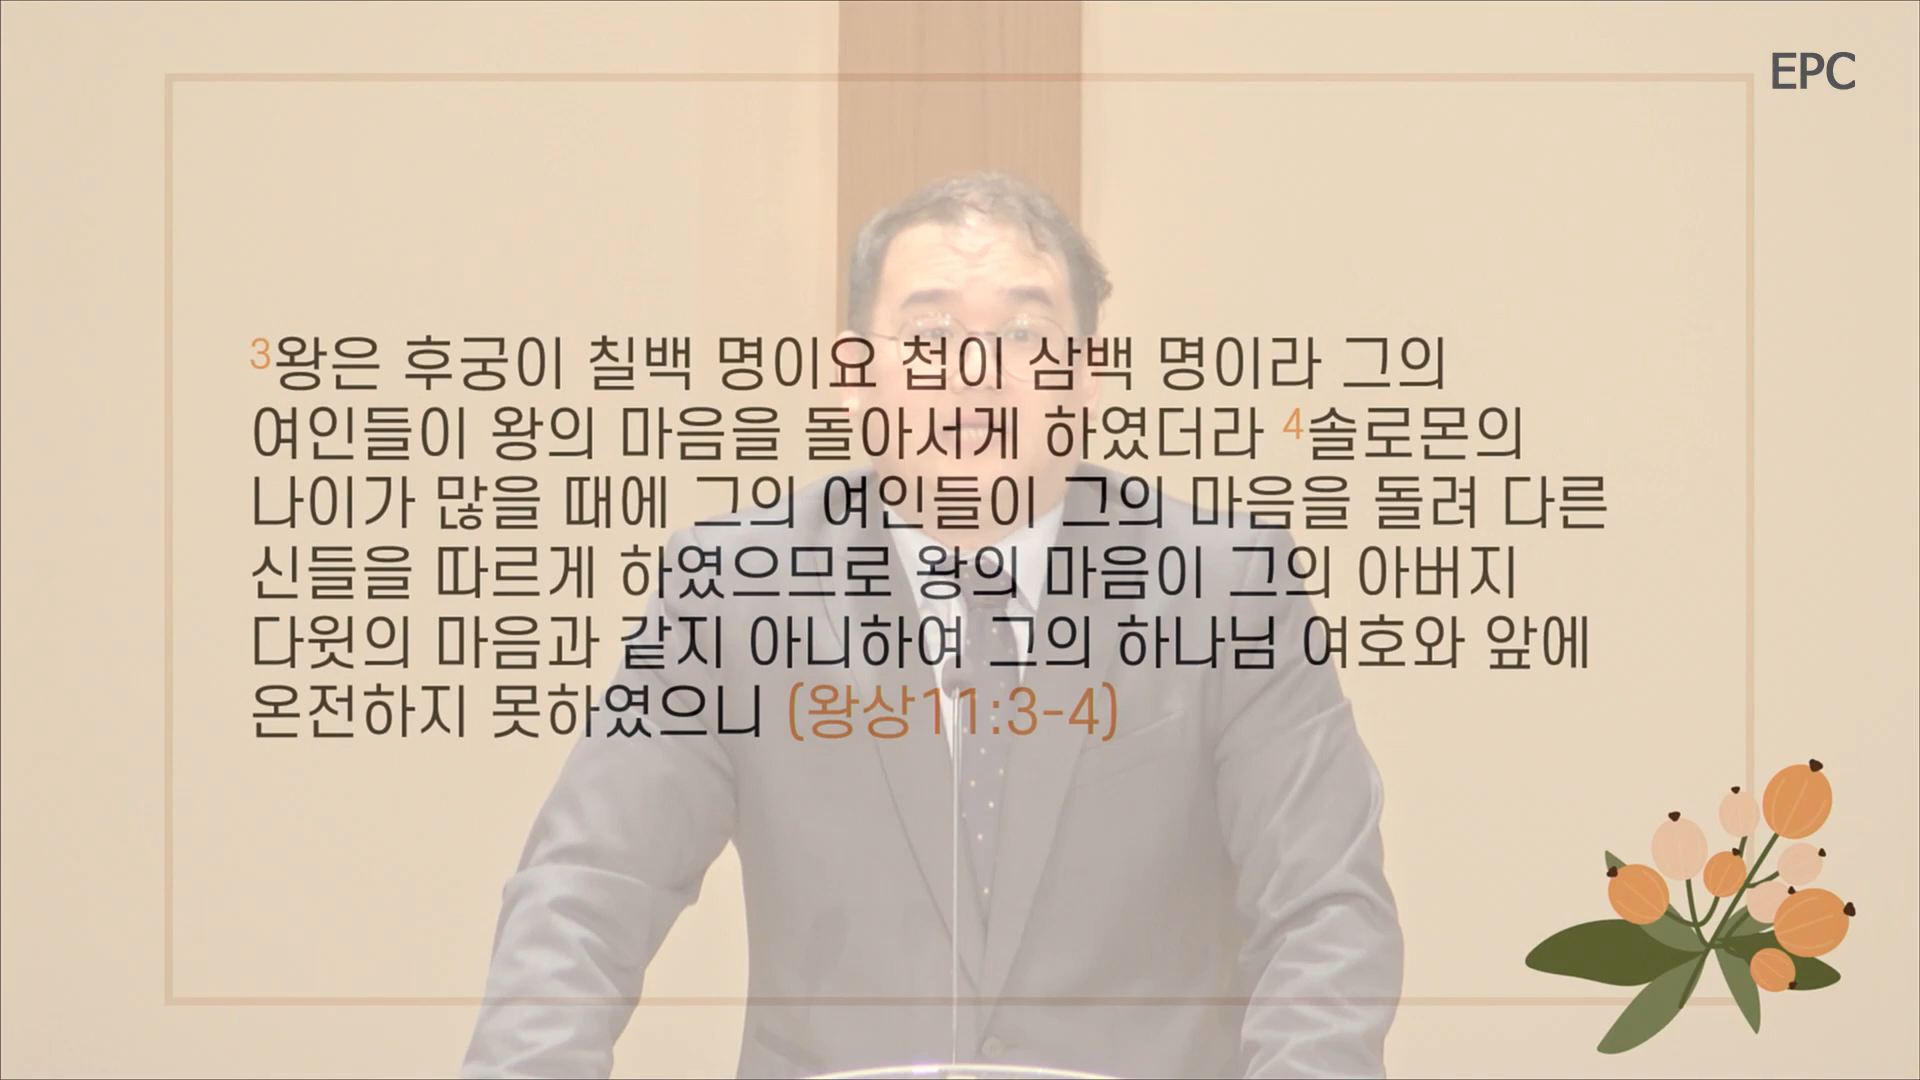 EPC
3왕은 후궁이 칠백 명이요 첩이 삼백 명이라 그의
여인들이 왕의 마음을 돌아서게 하였더라 4솔로몬의
나이가 많을 때에 그의 여인들이 그의 마음을 돌려 다른
신들을 따르게 하였으므로 왕의 마음이 그의 아버지
다윗의 마음과 같지 아니하여 그의 하나님 여호와 앞에
온전하지 못하였으니 (왕상11:3-4)